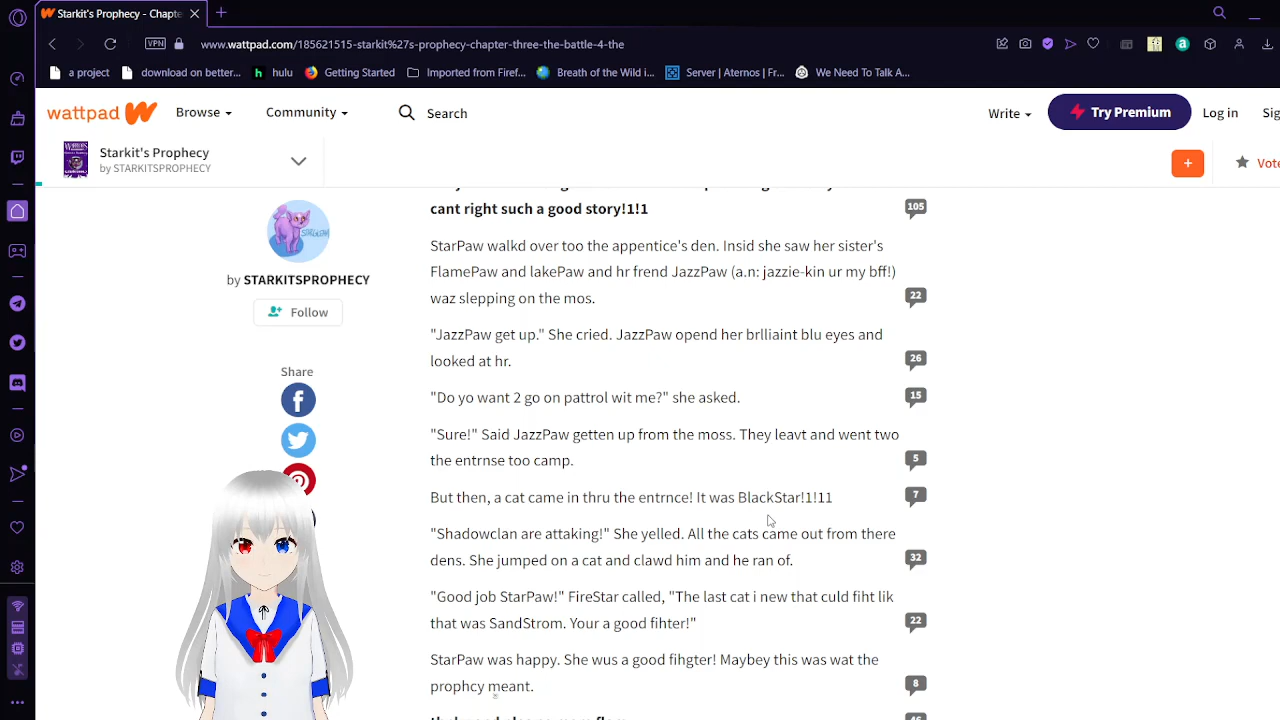 Starkit's Prophecy - Chapte
VPN
www.wattpad.com/185621515-starkit%27s-prophecy-chapter-three-the-battle-4-the
a project
download on better...
hulu
Getting Started
Imported from Firef...
Breath of the Wild i...
Server | Aternos | Fr...
We Need To Talk A...
wattpad
Browse
Community
Search
Write
Try Premium
Log in
Sig
Starkit's Prophecy
by STARKITSPROPHECY
Vote
by STARKITSPROPHECY
Follow
Share
cant right such a good story!1!1
105
StarPaw walkd over too the appentice's den. Insid she saw her sister's
FlamePaw and lakePaw and hr frend JazzPaw (a.n: jazzie-kin ur my bff!)
waz slepping on the mos.
22
"JazzPaw get up." She cried. JazzPaw opend her brlliaint blu eyes and
looked at hr.
26
"Do yo want 2 go on pattrol wit me?" she asked.
15
"Sure!" Said JazzPaw getten up from the moss. They leavt and went two
the entrnse too camp.
5
But then, a cat came in thru the entrnce! It was BlackStar!1!11
7
"Shadowclan are attaking!" She yelled. All the cats came out from there
dens. She jumped on a cat and clawd him and he ran of.
32
"Good job StarPaw!" FireStar called, "The last cat i new that culd fiht lik
that was SandStrom. Your a good fihter!"
22
StarPaw was happy. She wus a good fihgter! Maybey this was wat the
prophcy meant.
8